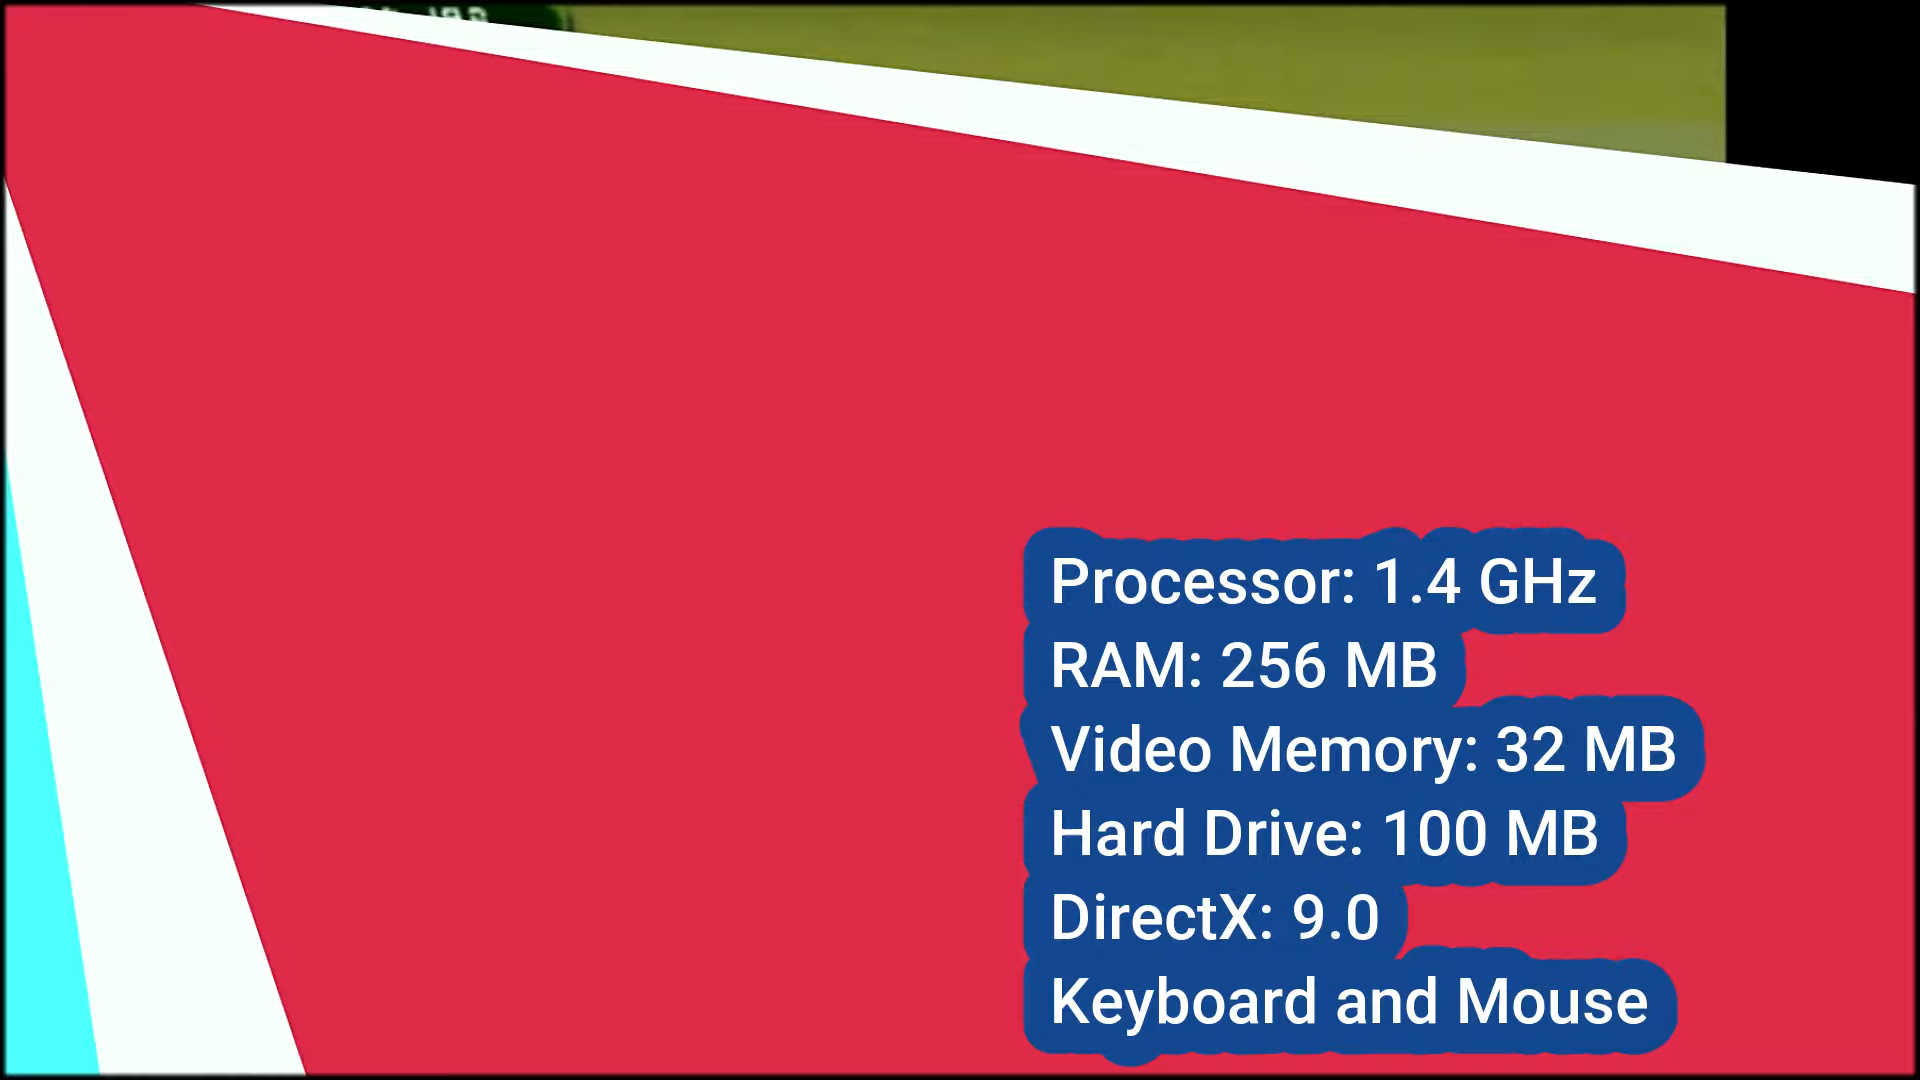 Processor: 1.4 GHz
RAM: 256 MB
Video Memory: 32 MB
Hard Drive: 100 MB
DirectX: 9.0
Keyboard and Mouse